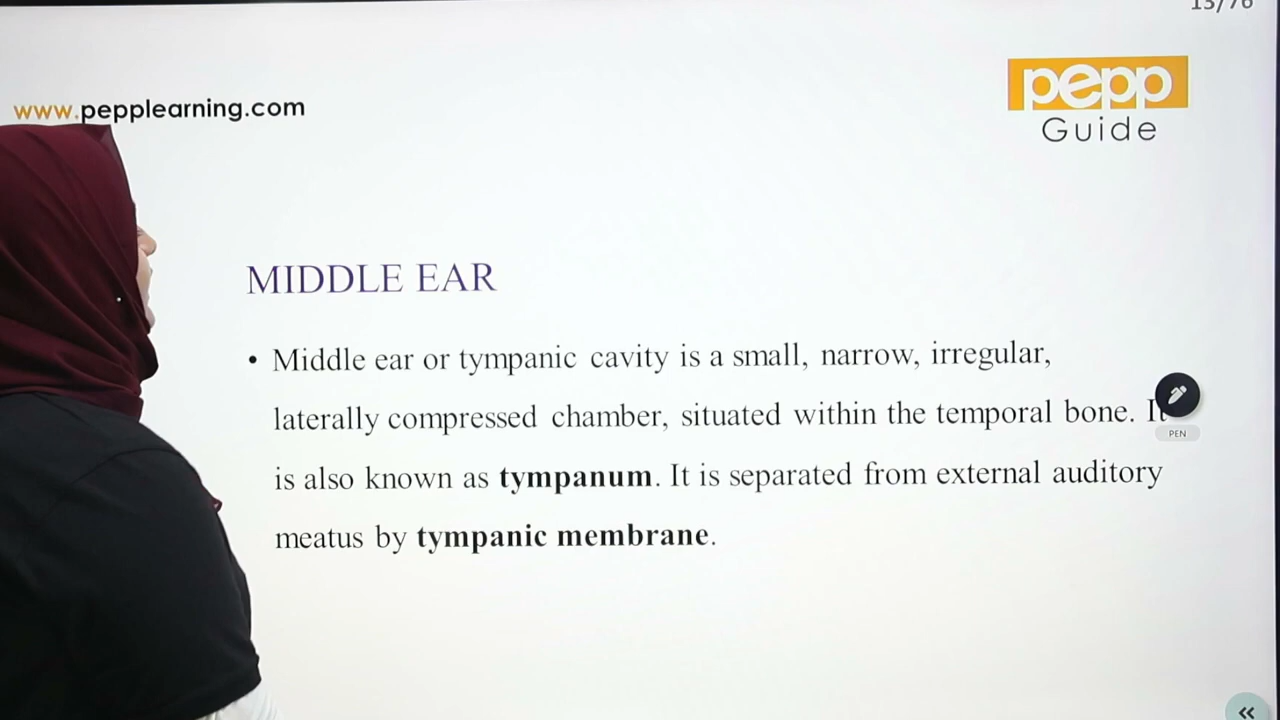 13/76
www.pepplearning.com
pepp
Guide
MIDDLE EAR
• Middle ear or tympanic cavity is a small, narrow, irregular,
laterally compressed chamber, situated within the temporal bone. It
is also known as tympanum. It is separated from external auditory
meatus by tympanic membrane.
PEN